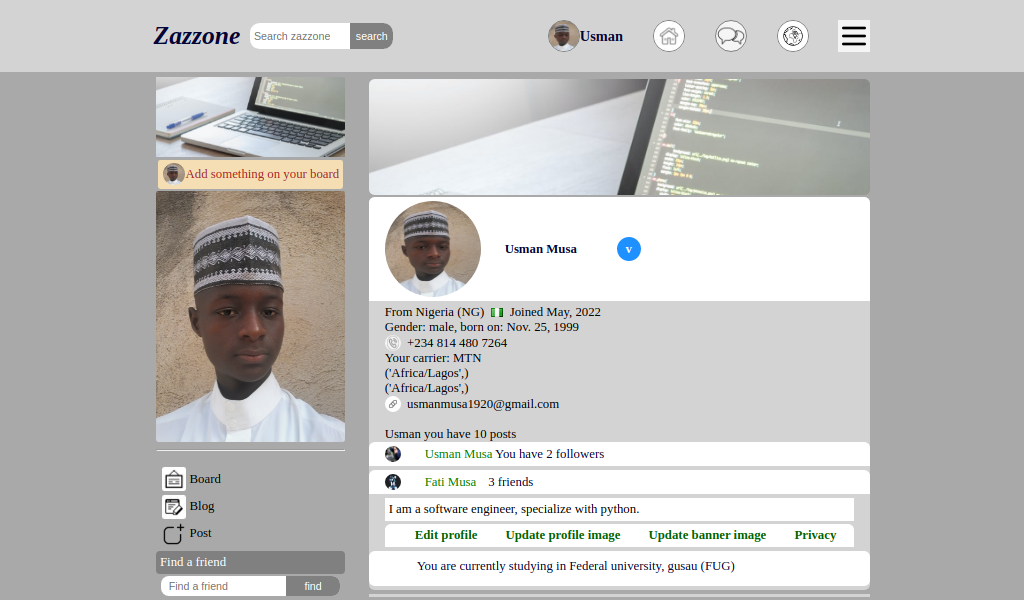 Zazzone
Search zazzone
search
Usman
Add something on your board
Board
Blog
Post
Find a friend
Find a friend
find
Usman Musa
v
From Nigeria (NG) Joined May, 2022
Gender: male, born on: Nov. 25, 1999
+234 814 480 7264
Your carrier: MTN
('Africa/Lagos',)
('Africa/Lagos',)
usmanmusa1920@gmail.com
Usman you have 10 posts
Usman Musa You have 2 followers
Fati Musa 3 friends
I am a software engineer, specialize with python.
Edit profile Update profile image Update banner image Privacy
You are currently studying in Federal university, gusau (FUG)